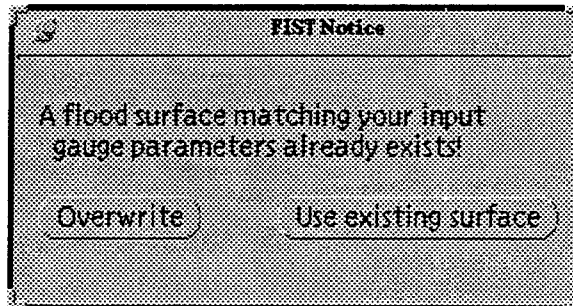 FIST Notice
A flood surface matching your input
gauge parameters already exists!
Overwrite
Use existing surface